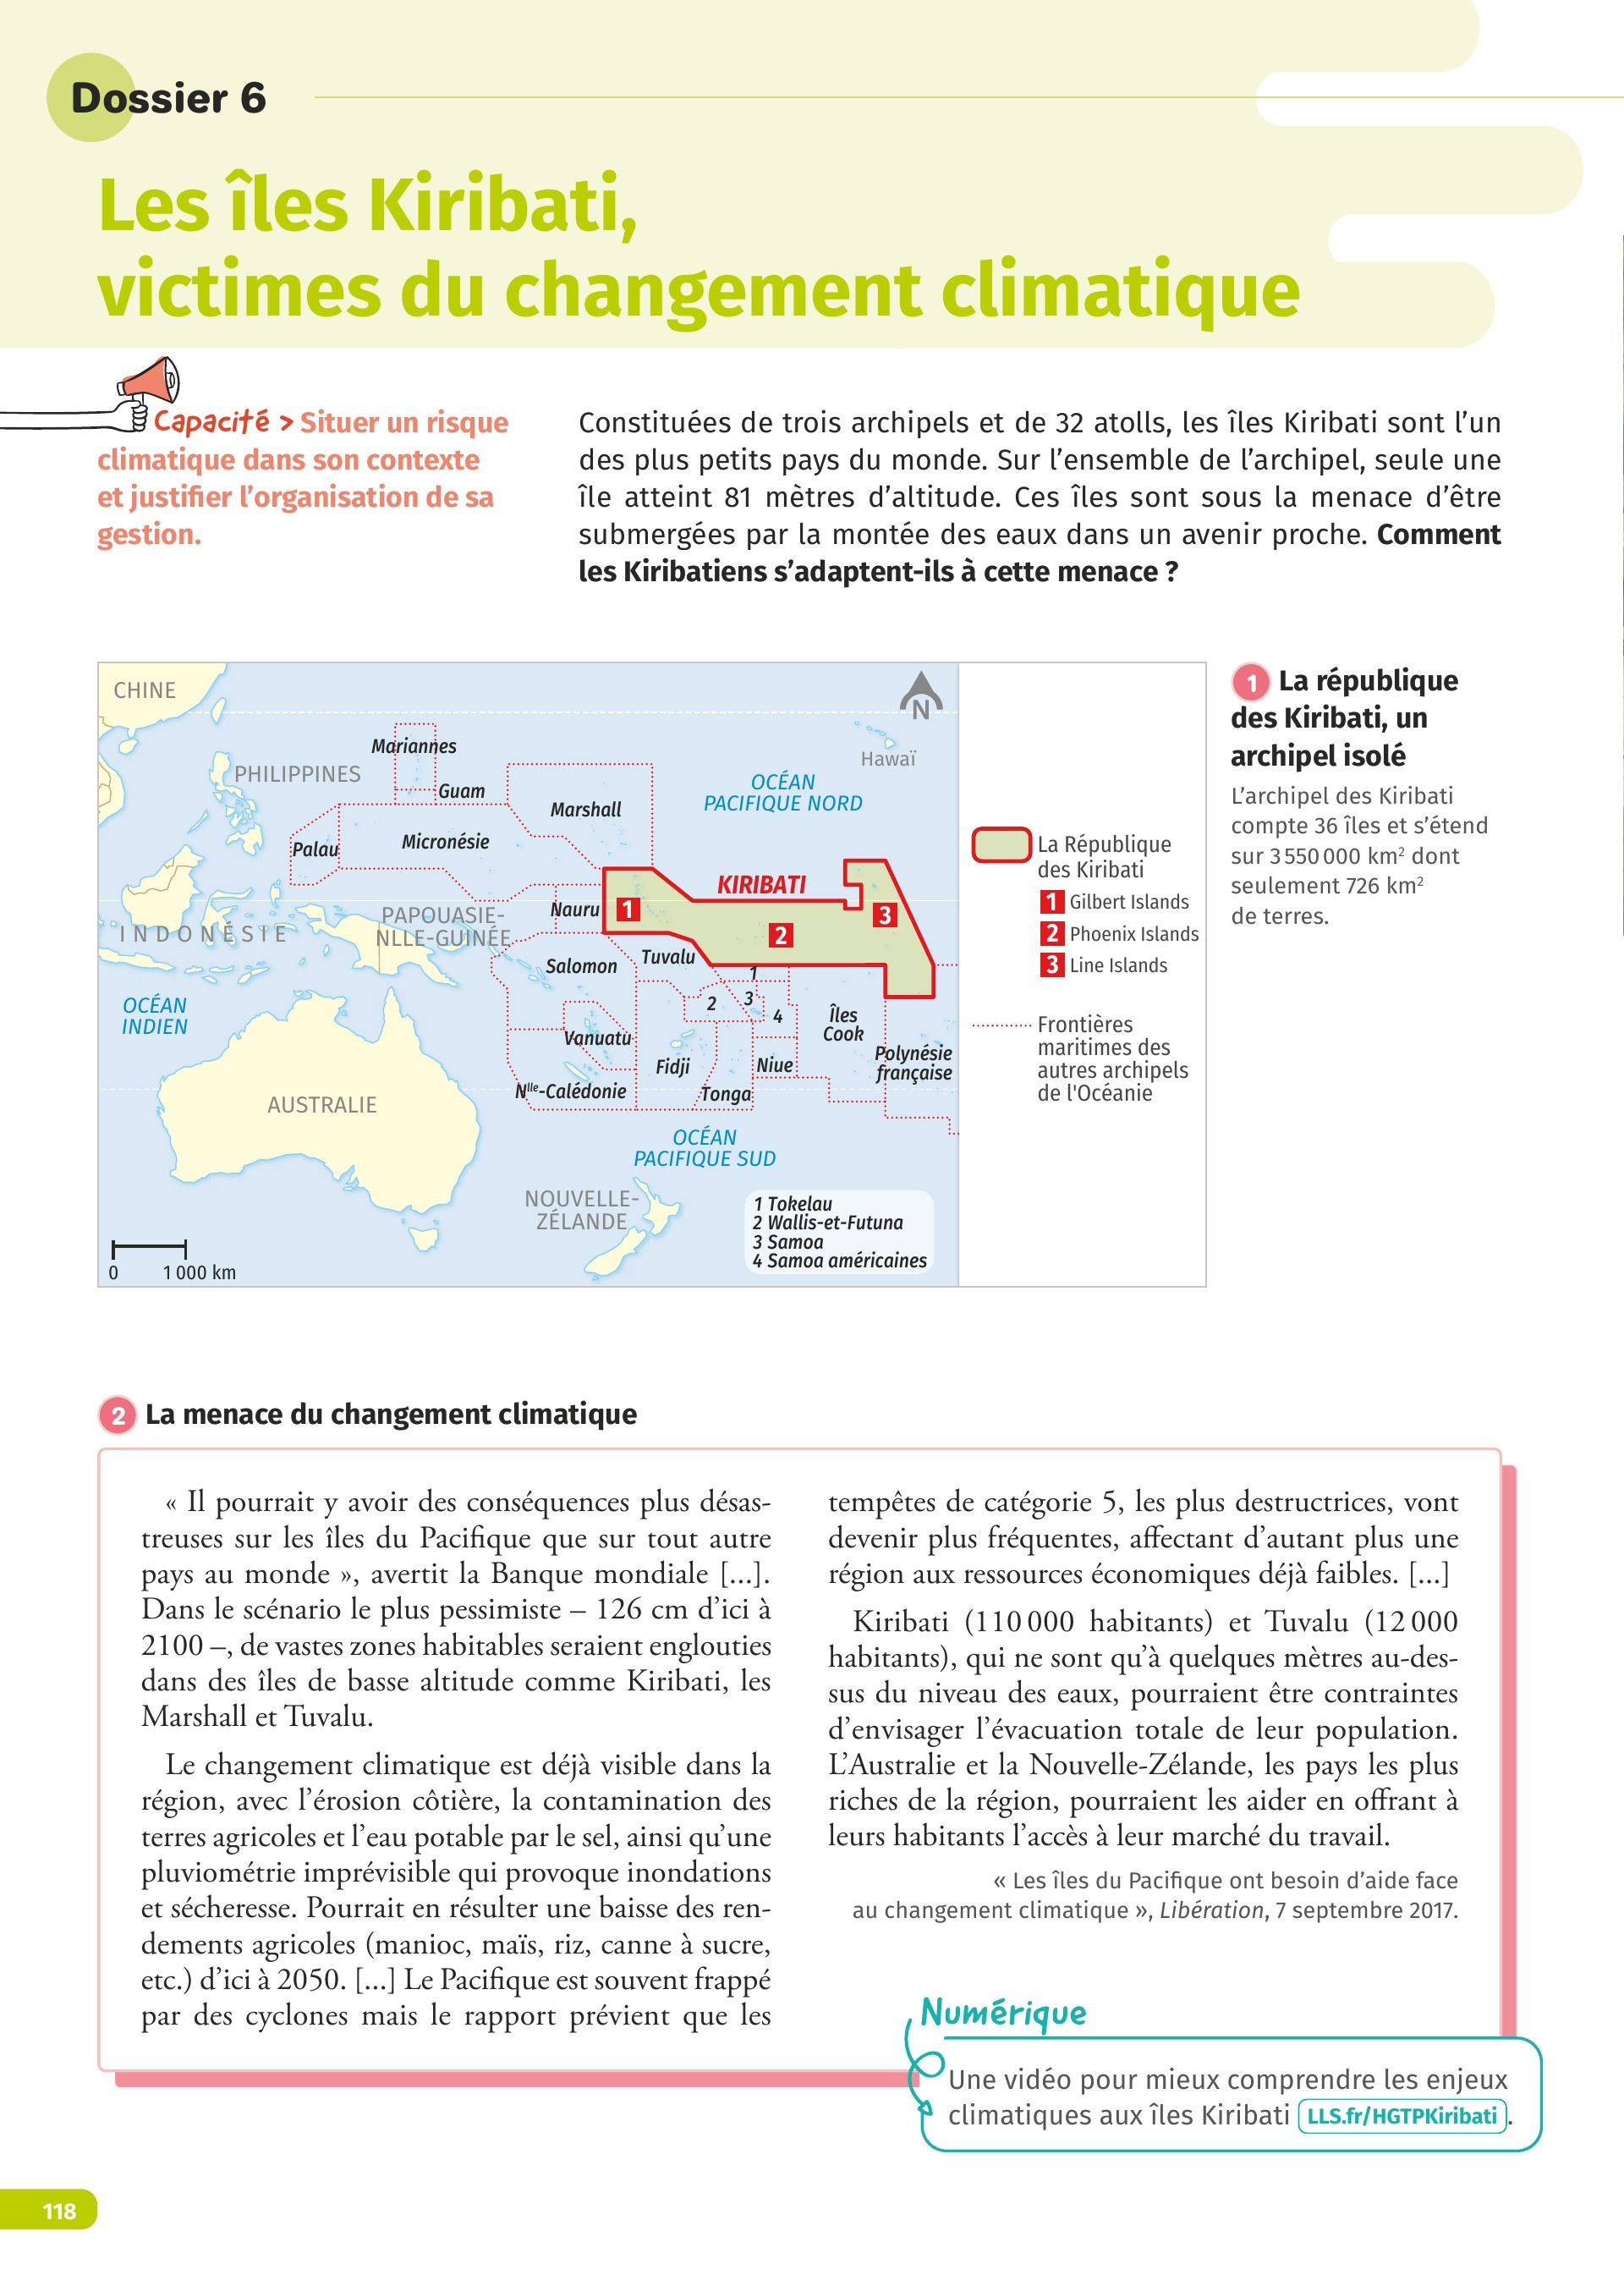 Dossier 6
Les îles Kiribati,
victimes du changement climatique
Capacité > Situer un risque
climatique dans son contexte
et justifier l'organisation de sa
gestion.
Constituées de trois archipels et de 32 atolls, les îles Kiribati sont l'un
des plus petits pays du monde. Sur l'ensemble de l'archipel, seule une
île atteint 81 mètres d'altitude. Ces îles sont sous la menace d'être
submergées par la montée des eaux dans un avenir proche. Comment
les Kiribatiens s'adaptent-ils à cette menace ?
CHINE
N
Mariannes
Hawaï
PHILIPPINES
OCÉAN
PACIFIQUE NORD
Guam
Marshall
Micronésie
Palau
KIRIBATI
Nauru
1
2
3
PAPOUASIE-
NLLE-GUINÉE
INDONÉSIE
Tuvalu
Salomon
1
2
3
4
OCÉAN
INDIEN
Îles
Cook
Vanuatu
Fidji
Niue
Polynésie
française
Nlle-Calédonie
Tonga
AUSTRALIE
OCÉAN
PACIFIQUE SUD
NOUVELLE-
ZÉLANDE
1 Tokelau
2 Wallis-et-Futuna
3 Samoa
4 Samoa américaines
0 1 000 km
La République
des Kiribati
1 Gilbert Islands
2 Phoenix Islands
3 Line Islands
Frontières
maritimes des
autres archipels
de l'Océanie
1 La république
des Kiribati, un
archipel isolé
L'archipel des Kiribati
compte 36 îles et s'étend
sur 3 550 000 km² dont
seulement 726 km²
de terres.
2 La menace du changement climatique
« Il pourrait y avoir des conséquences plus désas-
treuses sur les îles du Pacifique que sur tout autre
pays au monde », avertit la Banque mondiale [...].
Dans le scénario le plus pessimiste – 126 cm d'ici à
2100 –, de vastes zones habitables seraient englouties
dans des îles de basse altitude comme Kiribati, les
Marshall et Tuvalu.
Le changement climatique est déjà visible dans la
région, avec l'érosion côtière, la contamination des
terres agricoles et l'eau potable par le sel, ainsi qu'une
pluviométrie imprévisible qui provoque inondations
et sécheresse. Pourrait en résulter une baisse des ren-
dements agricoles (manioc, maïs, riz, canne à sucre,
etc.) d'ici à 2050. [...] Le Pacifique est souvent frappé
par des cyclones mais le rapport prévient que les
tempêtes de catégorie 5, les plus destructrices, vont
devenir plus fréquentes, affectant d'autant plus une
région aux ressources économiques déjà faibles. [...]
Kiribati (110 000 habitants) et Tuvalu (12 000
habitants), qui ne sont qu'à quelques mètres au-des-
sus du niveau des eaux, pourraient être contraintes
d'envisager l'évacuation totale de leur population.
L'Australie et la Nouvelle-Zélande, les pays les plus
riches de la région, pourraient les aider en offrant à
leurs habitants l'accès à leur marché du travail.
« Les îles du Pacifique ont besoin d'aide face
au changement climatique », Libération, 7 septembre 2017.
Numérique
Une vidéo pour mieux comprendre les enjeux
climatiques aux îles Kiribati LLS.fr/HGTPKiribati.
118